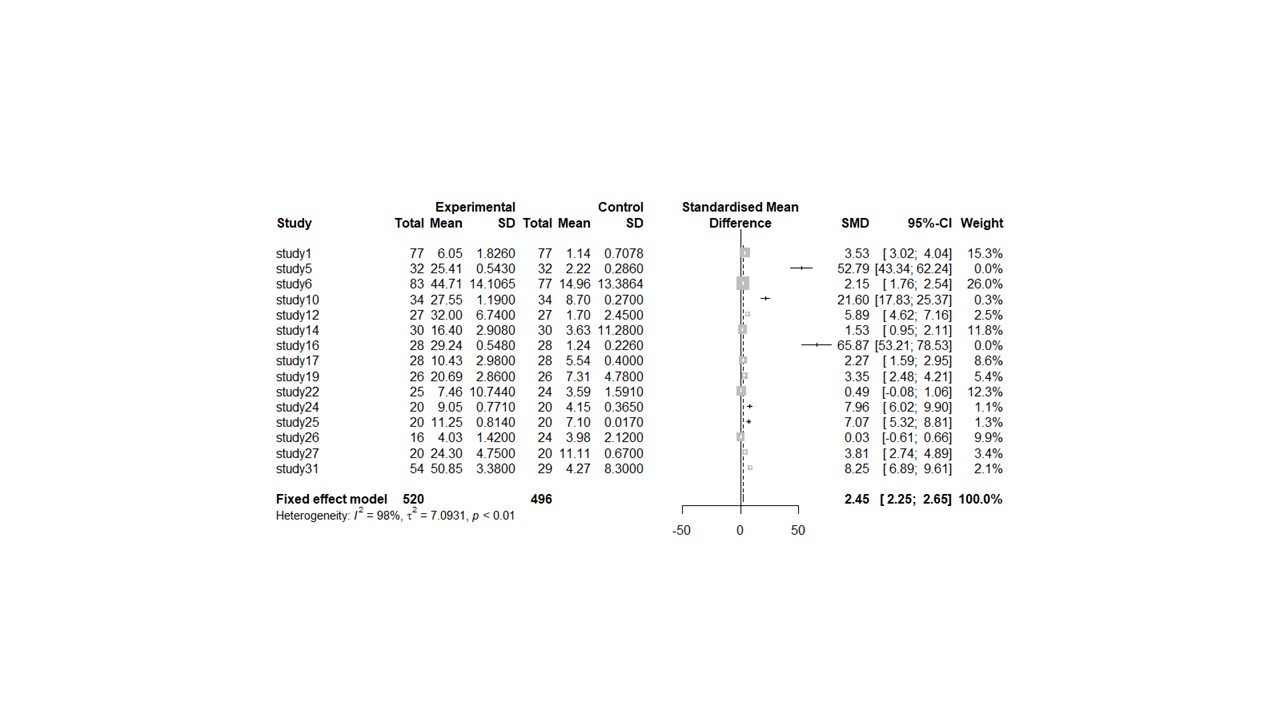 Experimental Control Standardised Mean
Study Total Mean SD Total Mean SD Difference SMD 95%-CI Weight
study1 77 6.05 1.8260 77 1.14 0.7078 3.53 [ 3.02; 4.04] 15.3%
study5 32 25.41 0.5430 32 2.22 0.2860 52.79 [43.34; 62.24] 0.0%
study6 83 44.71 14.1065 77 14.96 13.3864 2.15 [ 1.76; 2.54] 26.0%
study10 34 27.55 1.1900 34 8.70 0.2700 21.60 [17.83; 25.37] 0.3%
study12 27 32.00 6.7400 27 1.70 2.4500 5.89 [ 4.62; 7.16] 2.5%
study14 30 16.40 2.9080 30 3.63 11.2800 1.53 [ 0.95; 2.11] 11.8%
study16 28 29.24 0.5480 28 1.24 0.2260 65.87 [53.21; 78.53] 0.0%
study17 28 10.43 2.9800 28 5.54 0.4000 2.27 [ 1.59; 2.95] 8.6%
study19 26 20.69 2.8600 26 7.31 4.7800 3.35 [ 2.48; 4.21] 5.4%
study22 25 7.46 10.7440 24 3.59 1.5910 0.49 [-0.08; 1.06] 12.3%
study24 20 9.05 0.7710 20 4.15 0.3650 7.96 [ 6.02; 9.90] 1.1%
study25 20 11.25 0.8140 20 7.10 0.0170 7.07 [ 5.32; 8.81] 1.3%
study26 16 4.03 1.4200 24 3.98 2.1200 0.03 [-0.61; 0.66] 9.9%
study27 20 24.30 4.7500 20 11.11 0.6700 3.81 [ 2.74; 4.89] 3.4%
study31 54 50.85 3.3800 29 4.27 8.3000 8.25 [ 6.89; 9.61] 2.1%
Fixed effect model 520 496 2.45 [ 2.25; 2.65] 100.0%
Heterogeneity: I² = 98%, τ² = 7.0931, p < 0.01
-50 0 50